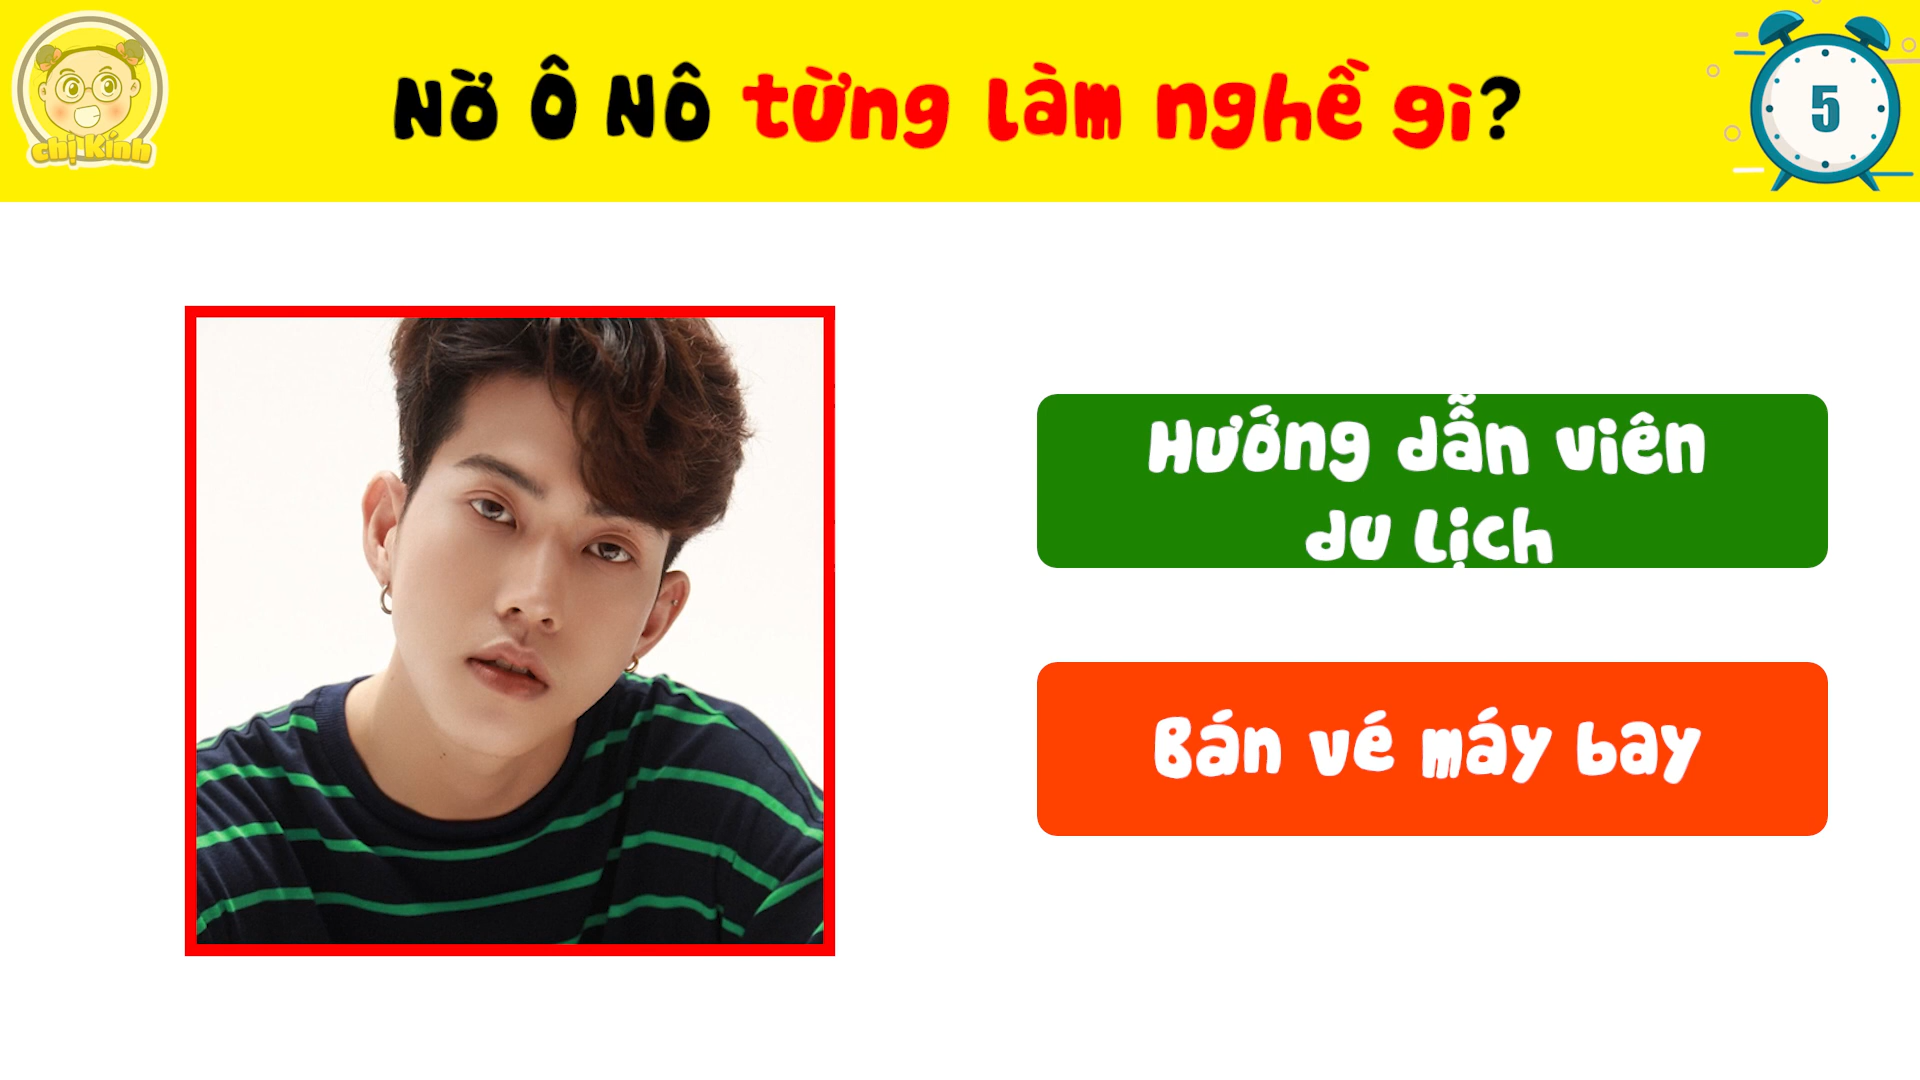 chị Kính
Nờ Ô Nô từng làm nghề gì?
5
Hướng dẫn viên
du lịch
Bán vé máy bay